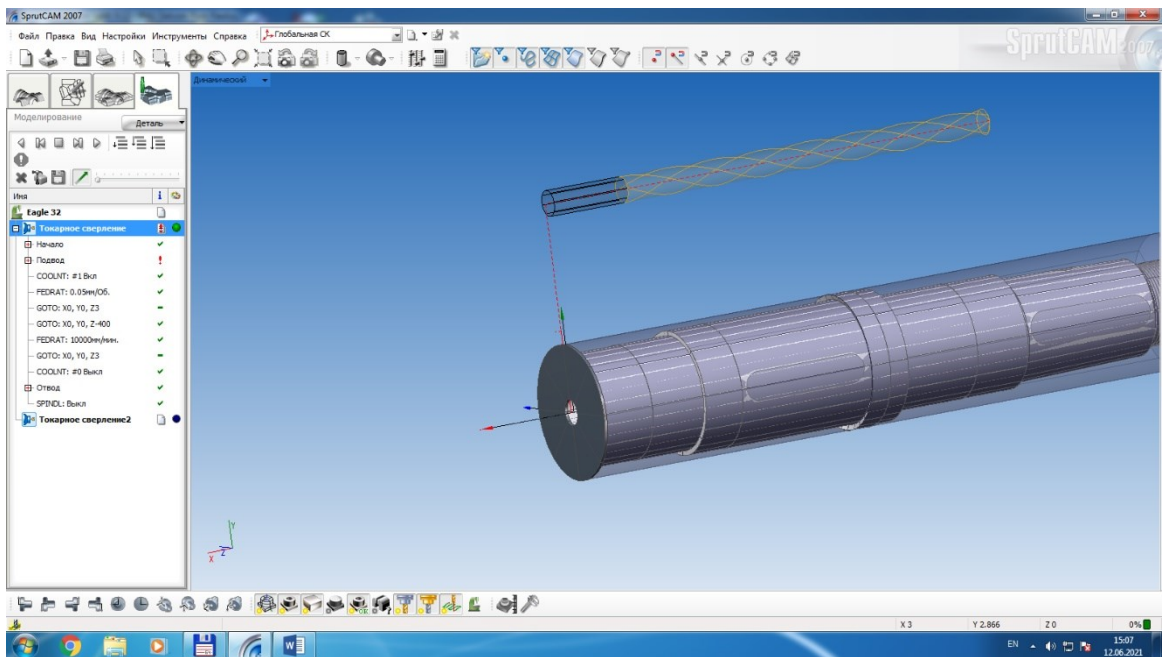 SprutCAM 2007
Файл Правка Вид Настройки Инструменты Справка Глобальная СК
SprutCAM 2007
Динамический
Моделирование
Деталь
Имя
Eagle 32
Токарное сверление
Начало
Подвод
COOLNT: #1 Вкл
FEDRAT: 0.05мм/Об.
GOTO: X0, Y0, Z3
GOTO: X0, Y0, Z-400
FEDRAT: 10000мм/мин.
GOTO: X0, Y0, Z3
COOLNT: #0 Выкл
Отвод
SPINDL: Выкл
Токарное сверление2
Y
X
Z
X 3 Y 2.866 Z 0 0%
EN 15:07
12.06.2021